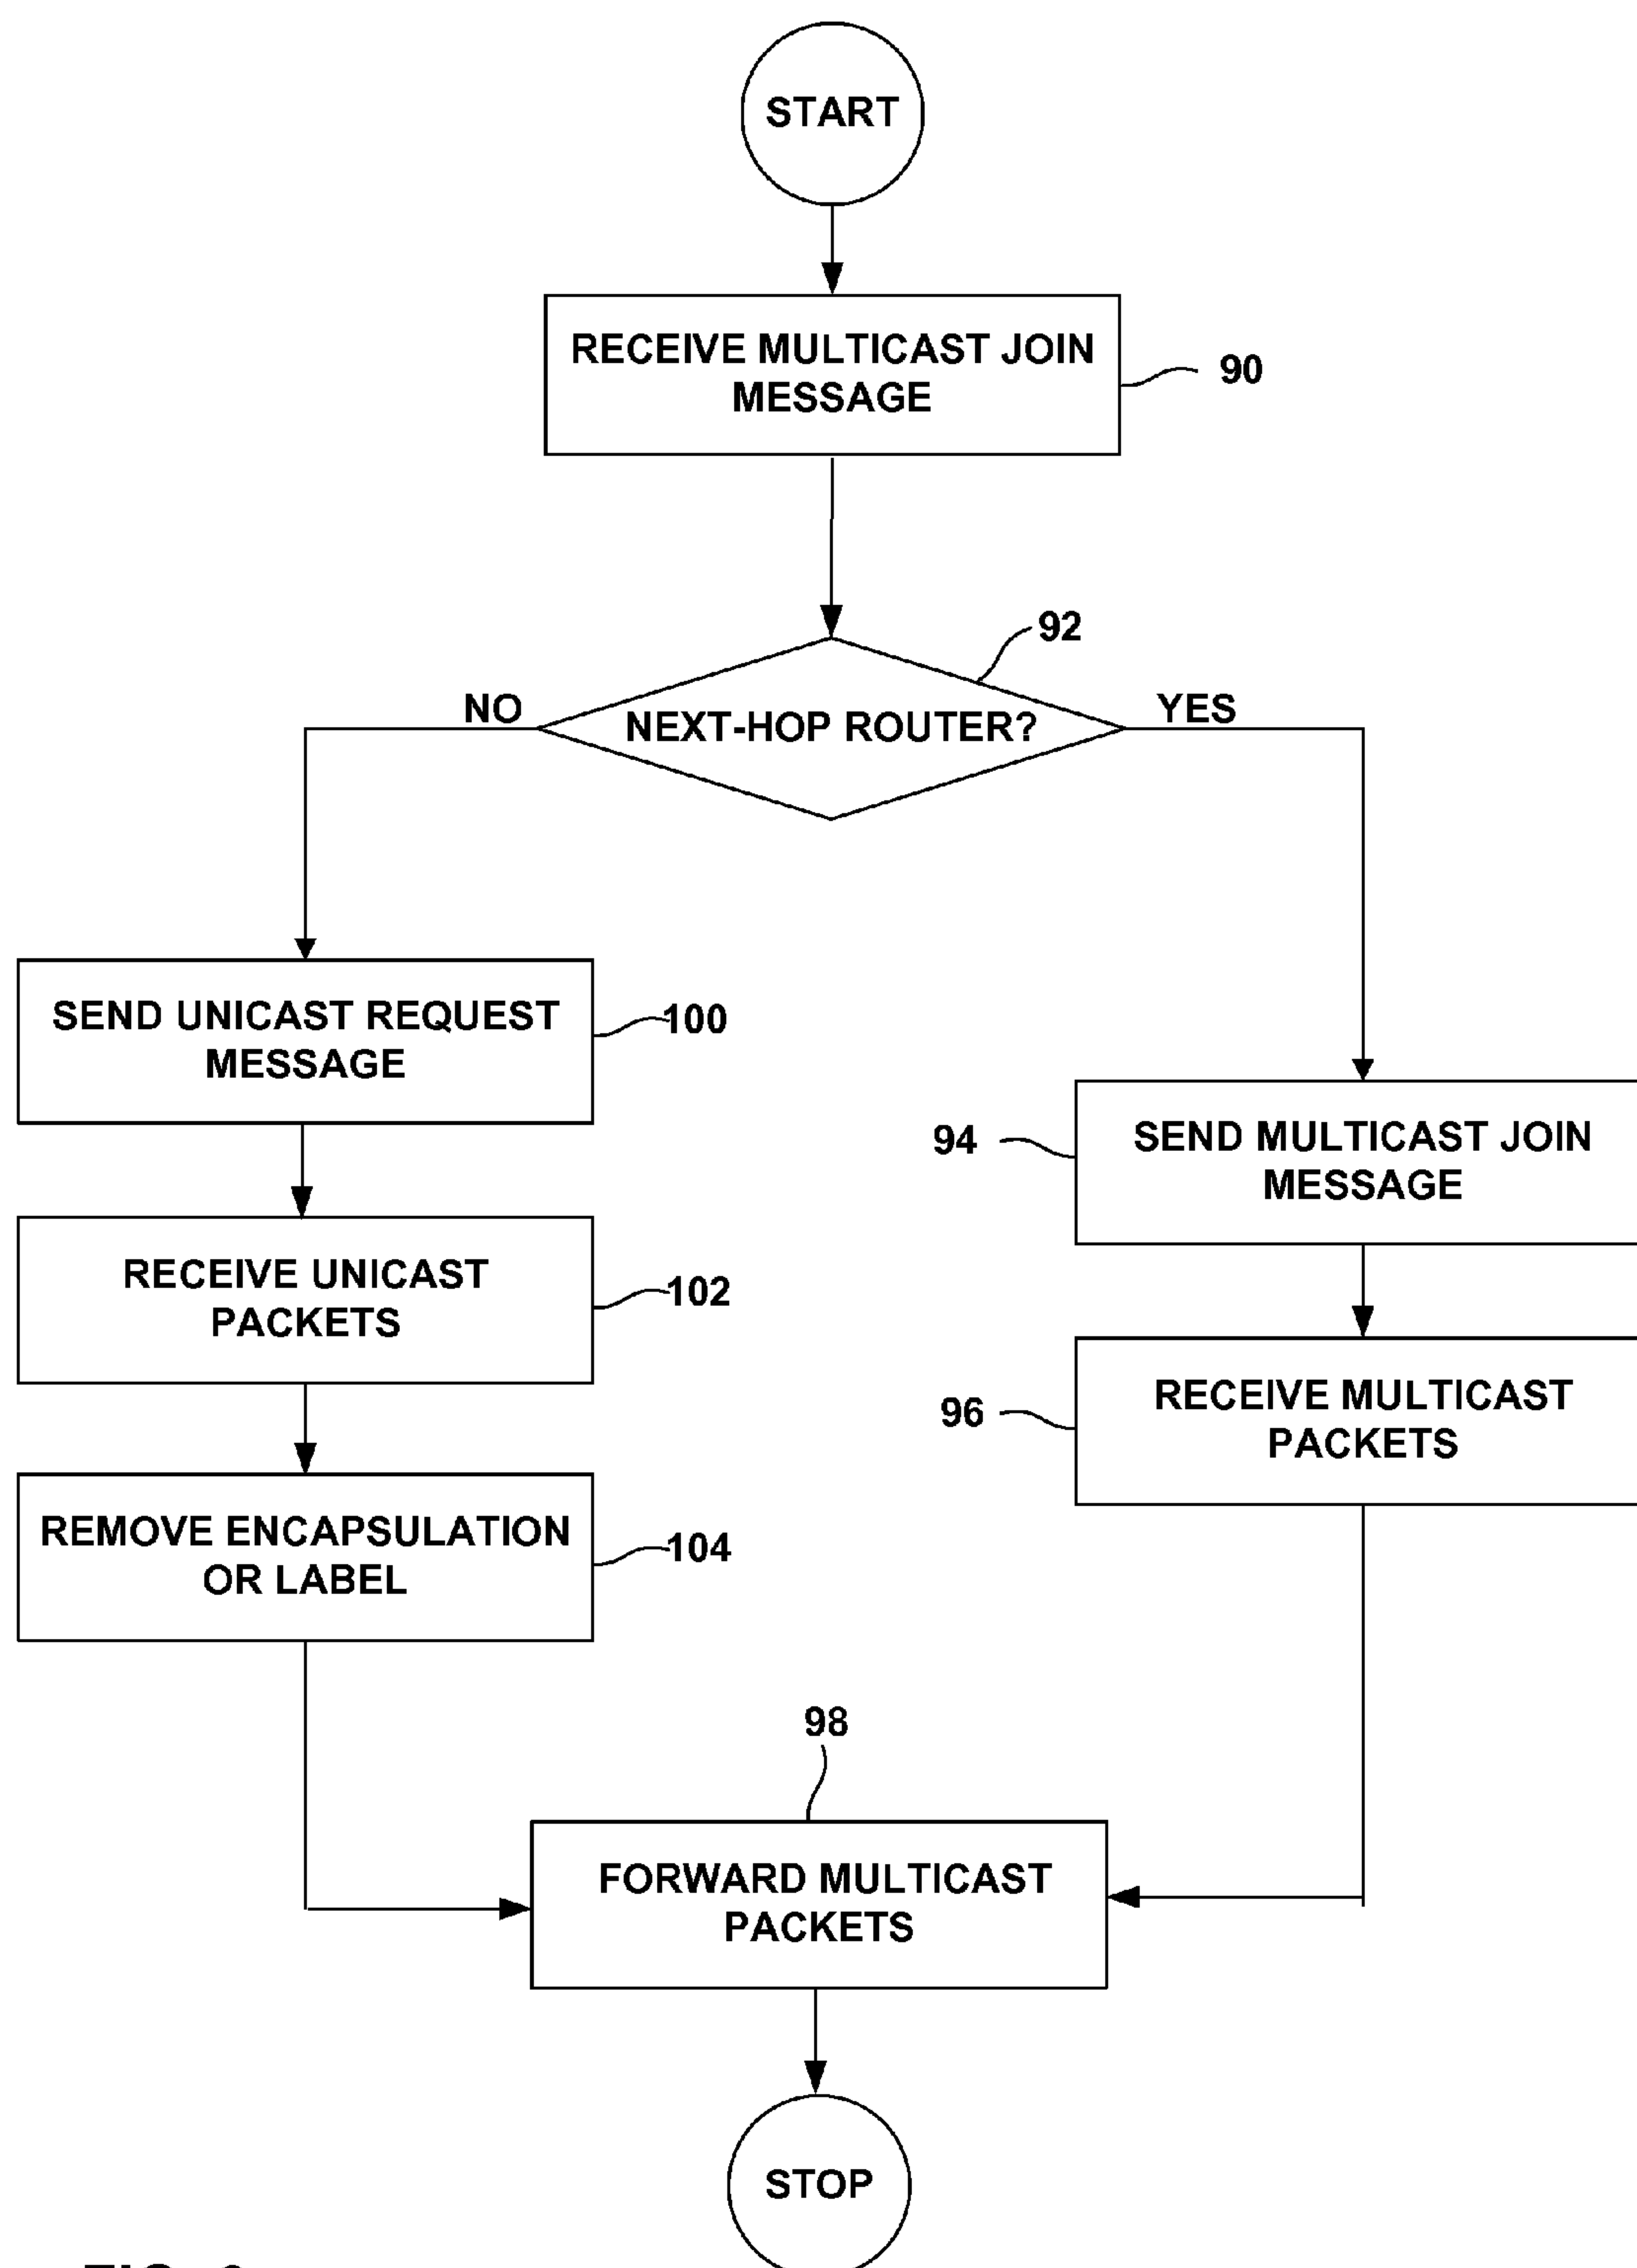 START
RECEIVE MULTICAST JOIN
MESSAGE
90
92
NO
NEXT-HOP ROUTER?
YES
SEND UNICAST REQUEST
MESSAGE
100
94
SEND MULTICAST JOIN
MESSAGE
RECEIVE UNICAST
PACKETS
102
96
RECEIVE MULTICAST
PACKETS
REMOVE ENCAPSULATION
OR LABEL
104
98
FORWARD MULTICAST
PACKETS
STOP